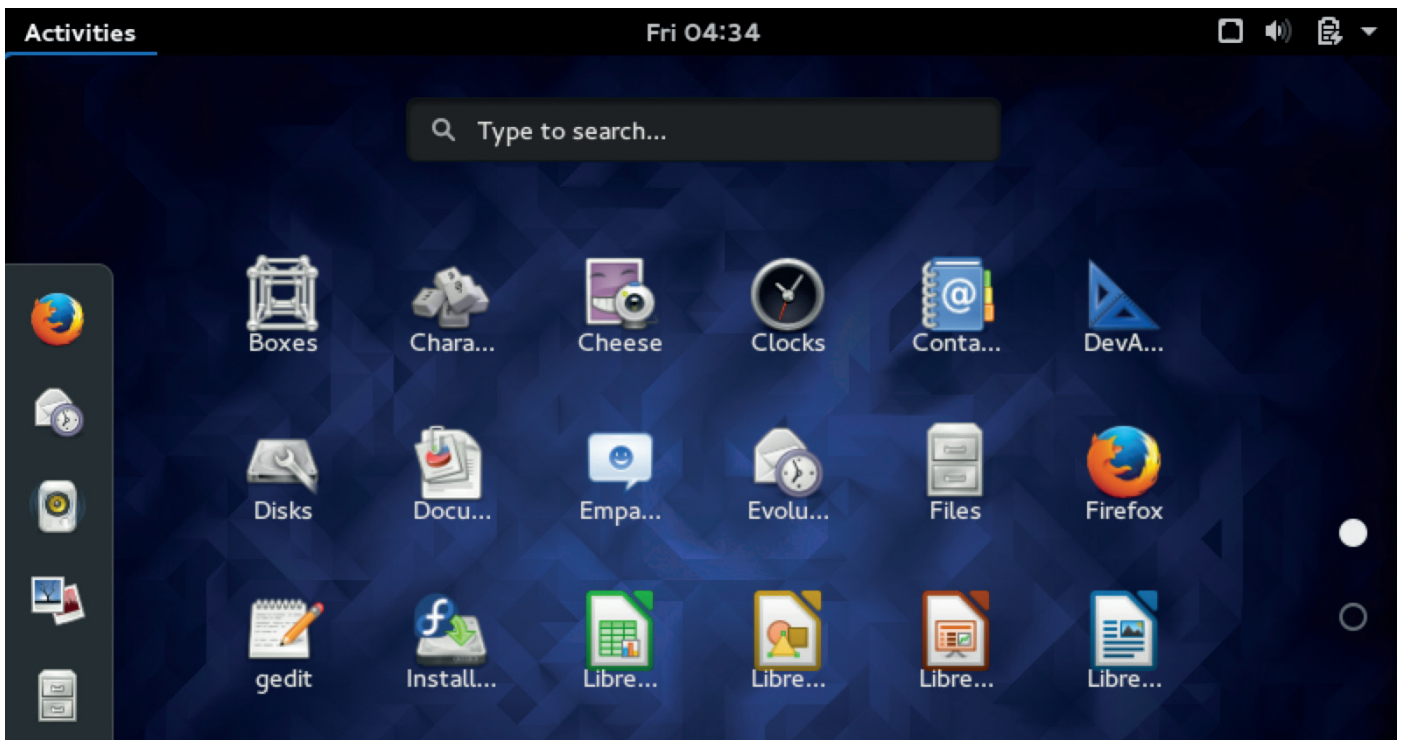 Activities Fri 04:34
Type to search...
Boxes Chara... Cheese Clocks Conta... DevA...
Disks Docu... Empa... Evolu... Files Firefox
gedit Install... Libre... Libre... Libre... Libre...